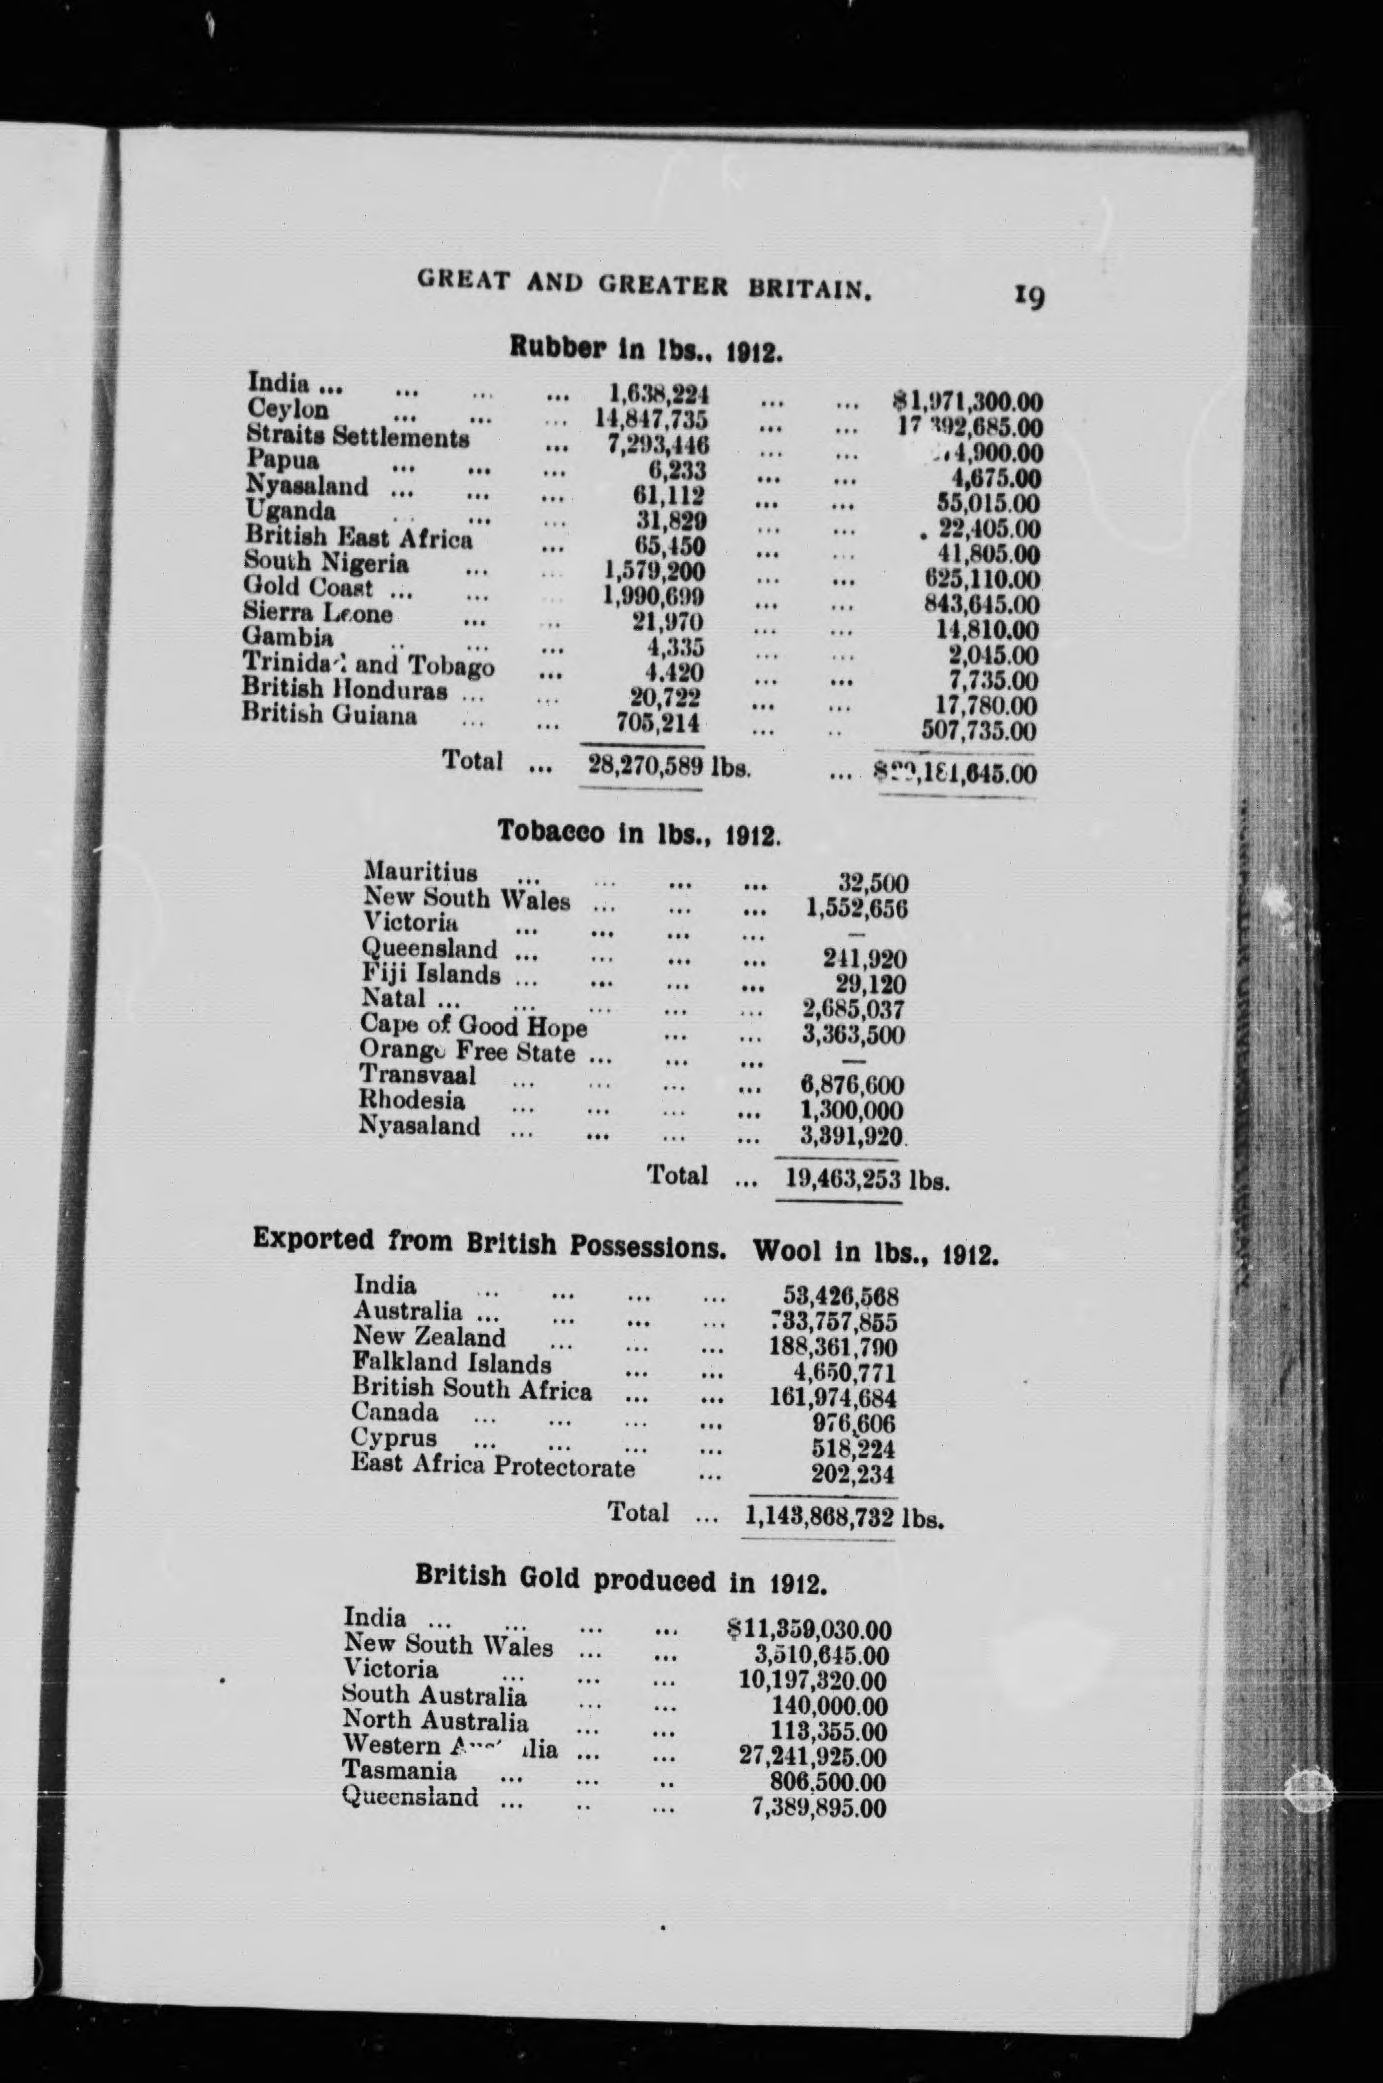 GREAT AND GREATER BRITAIN. 19
Rubber in lbs., 1912.
India ... ... ... ... 1,638,224 ... ... $1,971,300.00
Ceylon ... ... ... 14,847,735 ... ... 17,392,685.00
Straits Settlements ... 7,293,446 ... ...
Papua ... ... ... 6,233 ... ... 4,675.00
Nyasaland ... ... ... 61,112 ... ... 55,015.00
Uganda ... ... ... 31,829 ... ... 22,405.00
British East Africa ... 65,450 ... ... 41,805.00
South Nigeria ... ... 1,579,200 ... ... 625,110.00
Gold Coast ... ... ... 1,990,699 ... ... 843,645.00
Sierra Leone ... ... 21,970 ... ... 14,810.00
Gambia ... ... ... 4,335 ... ... 2,045.00
Trinidad and Tobago ... 4,420 ... ... 7,735.00
British Honduras ... ... 20,722 ... ... 17,780.00
British Guiana ... ... 705,214 ... ... 507,735.00
Total ... 28,270,589 lbs. ...
Tobacco in lbs., 1912.
Mauritius ... ... ... ... 32,500
New South Wales ... ... ... 1,552,656
Victoria ... ... ... ... —
Queensland ... ... ... ... 241,920
Fiji Islands ... ... ... ... 29,120
Natal ... ... ... ... ... 2,685,037
Cape of Good Hope ... ... 3,363,500
Orange Free State ... ... ... —
Transvaal ... ... ... ... 6,876,600
Rhodesia ... ... ... ... 1,300,000
Nyasaland ... ... ... ... 3,391,920
Total ... 19,463,253 lbs.
Exported from British Possessions. Wool in lbs., 1912.
India ... ... ... ... 53,426,568
Australia ... ... ... ... 733,757,855
New Zealand ... ... ... 188,361,790
Falkland Islands ... ... 4,650,771
British South Africa ... ... 161,974,684
Canada ... ... ... ... 976,606
Cyprus ... ... ... ... 518,224
East Africa Protectorate ... 202,234
Total ... 1,143,868,732 lbs.
British Gold produced in 1912.
India ... ... ... ... $11,359,030.00
New South Wales ... ... 3,510,645.00
Victoria ... ... ... 10,197,320.00
South Australia ... ... 140,000.00
North Australia ... ... 113,355.00
Western Australia ... ... 27,241,925.00
Tasmania ... ... .. 806,500.00
Queensland ... .. ... 7,389,895.00